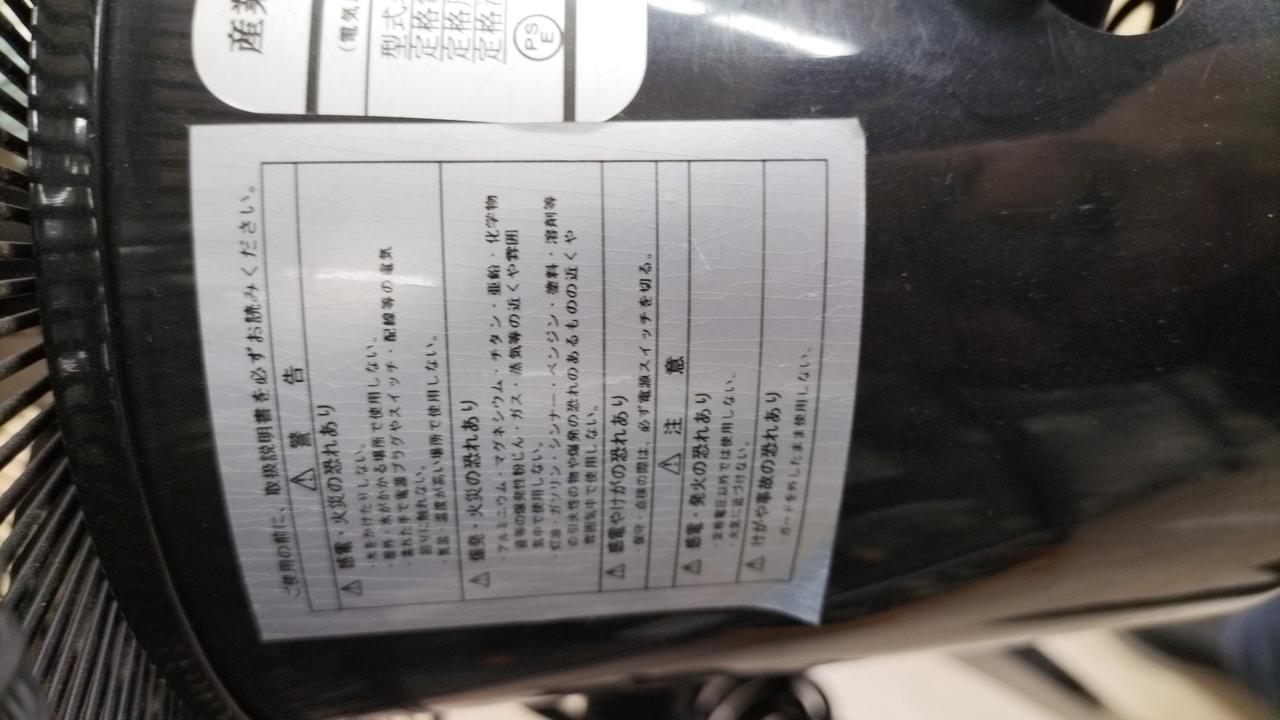 産業
(電気
型式
定格
定格
定格
PS
E
ご使用の前に、取扱説明書を必ずお読みください。
⚠ 警 告
⚠ 感電・火災の恐れあり
・水をかけたりしない。
・屋外・水がかかる場所で使用しない。
・濡れた手で電源プラグやスイッチ・配線等の電気
部に触れない。
・気温・湿度が高い場所で使用しない。
⚠ 爆発・火災の恐れあり
・アルミニウム・マグネシウム・チタン・亜鉛・化学物
質等の爆発性粉じん・ガス・蒸気等の近くや雰囲
気中で使用しない。
・灯油・ガソリン・シンナー・ベンジン・塗料・溶剤等
の引火性の物や爆発の恐れのあるものの近くや
雰囲気中で使用しない。
⚠ 感電やけがの恐れあり
・保守・点検の際は、必ず電源スイッチを切る。
⚠ 注 意
⚠ 感電・発火の恐れあり
・定格電圧以外では使用しない。
・火気に近づけない。
⚠ けがや事故の恐れあり
・ガードを外したまま使用しない。